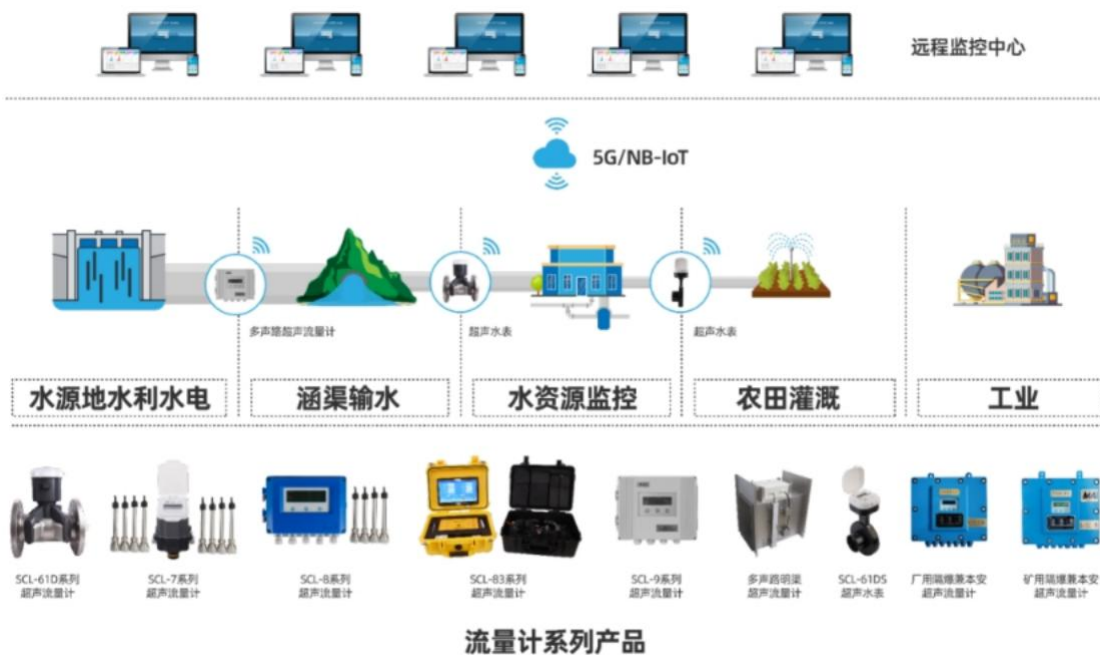 远程监控中心
5G/NB-IoT
多声路超声流量计
超声水表
超声水表
水源地水利水电
涵渠输水
水资源监控
农田灌溉
工业
SCL-61D系列
超声流量计
SCL-7系列
超声流量计
SCL-8系列
超声流量计
SCL-83系列
超声流量计
SCL-9系列
超声流量计
多声路明渠
超声流量计
SCL-61DS
超声水表
厂用隔爆兼本安
超声流量计
矿用隔爆兼本安
超声流量计
流量计系列产品